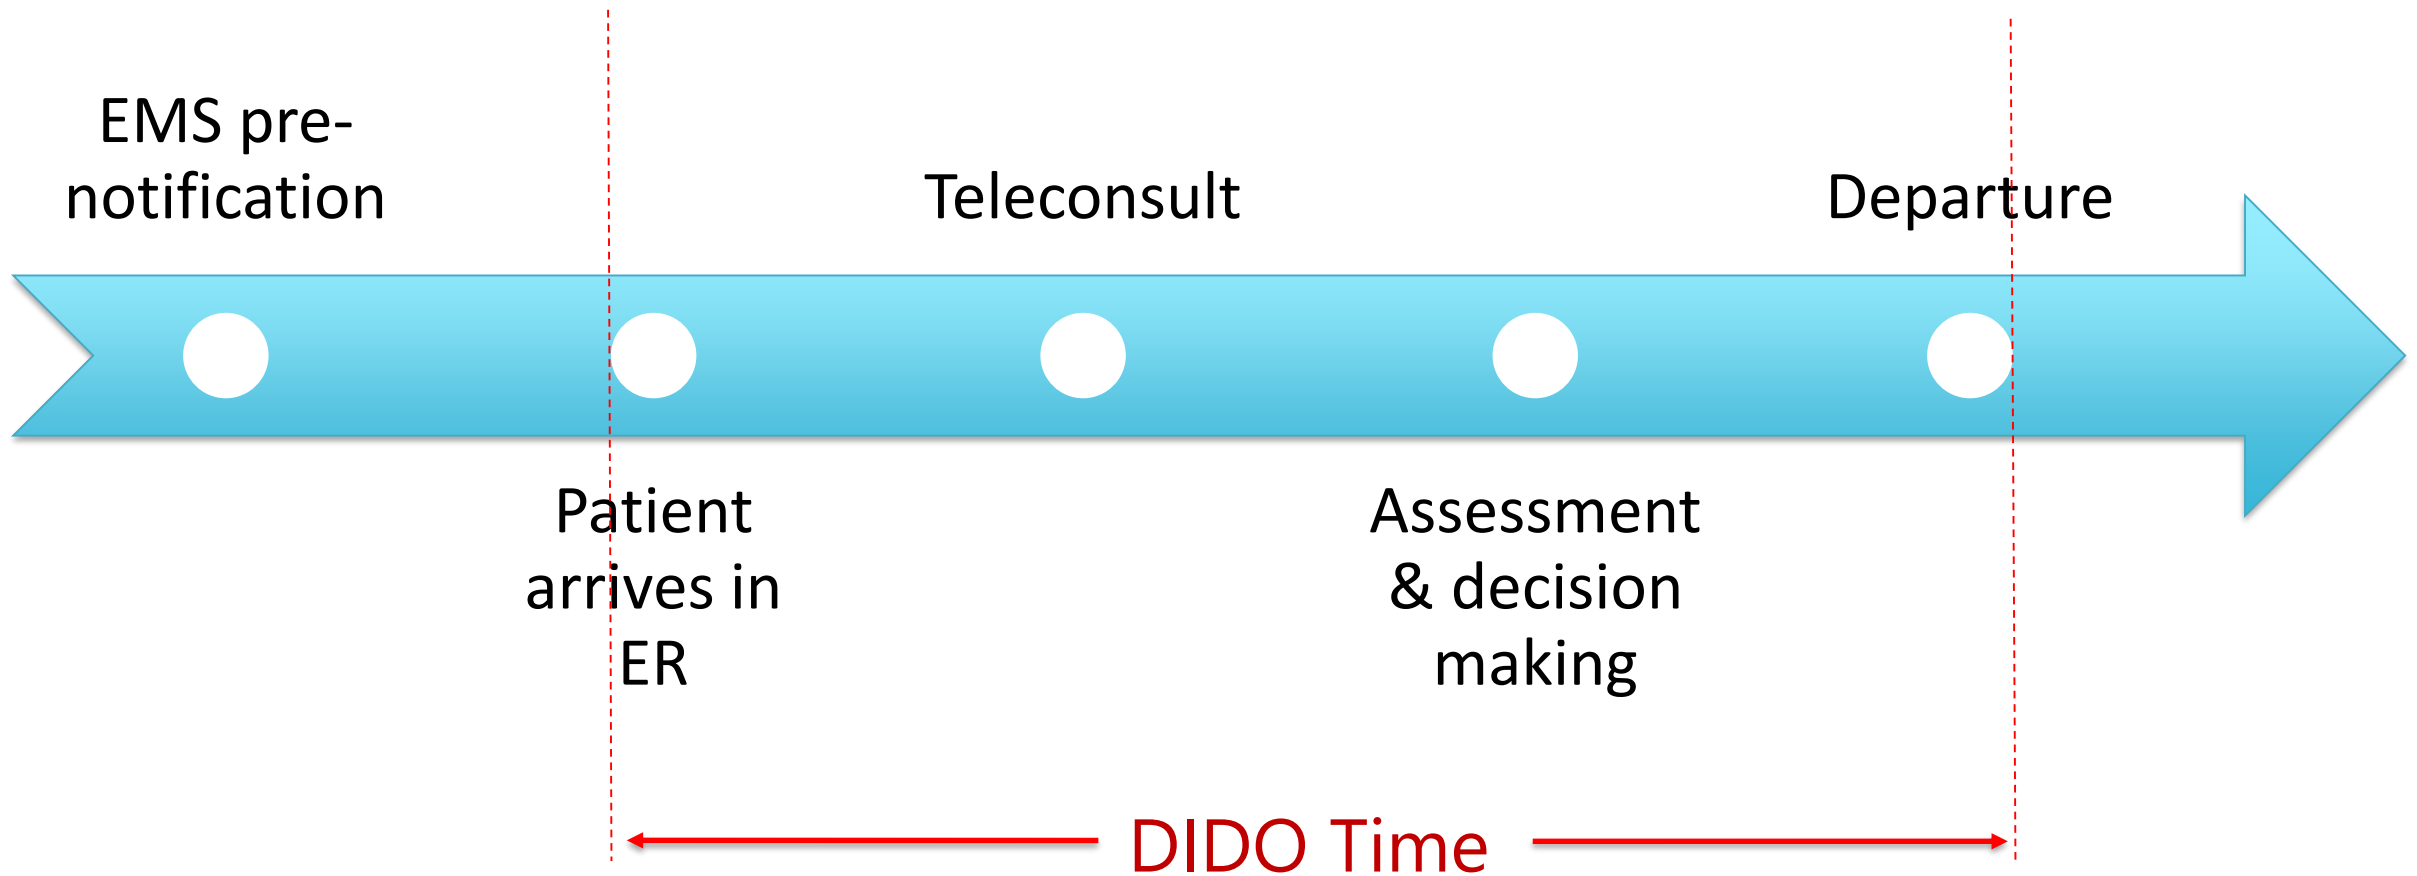 EMS pre-
notification
Patient
arrives in
ER
Teleconsult
Assessment
& decision
making
Departure
DIDO Time